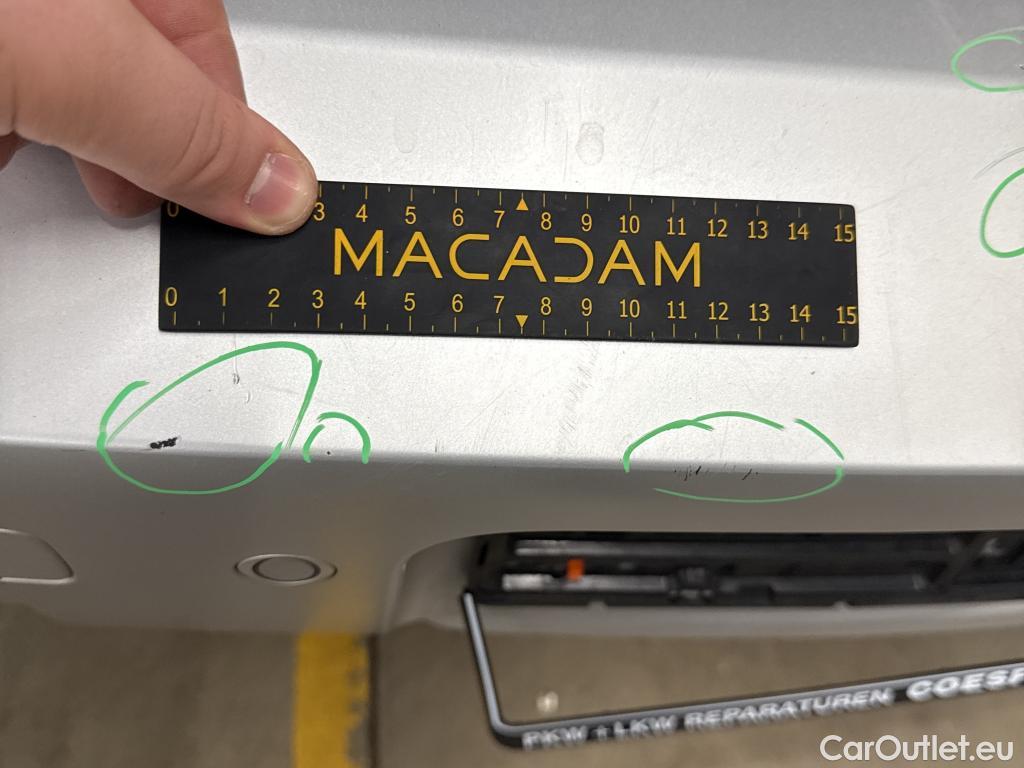 0 3 4 5 6 7 8 9 10 11 12 13 14 15
MACADAM
0 1 2 3 4 5 6 7 8 9 10 11 12 13 14 15
PKW + LKW REPARATUREN
CarOutlet.eu